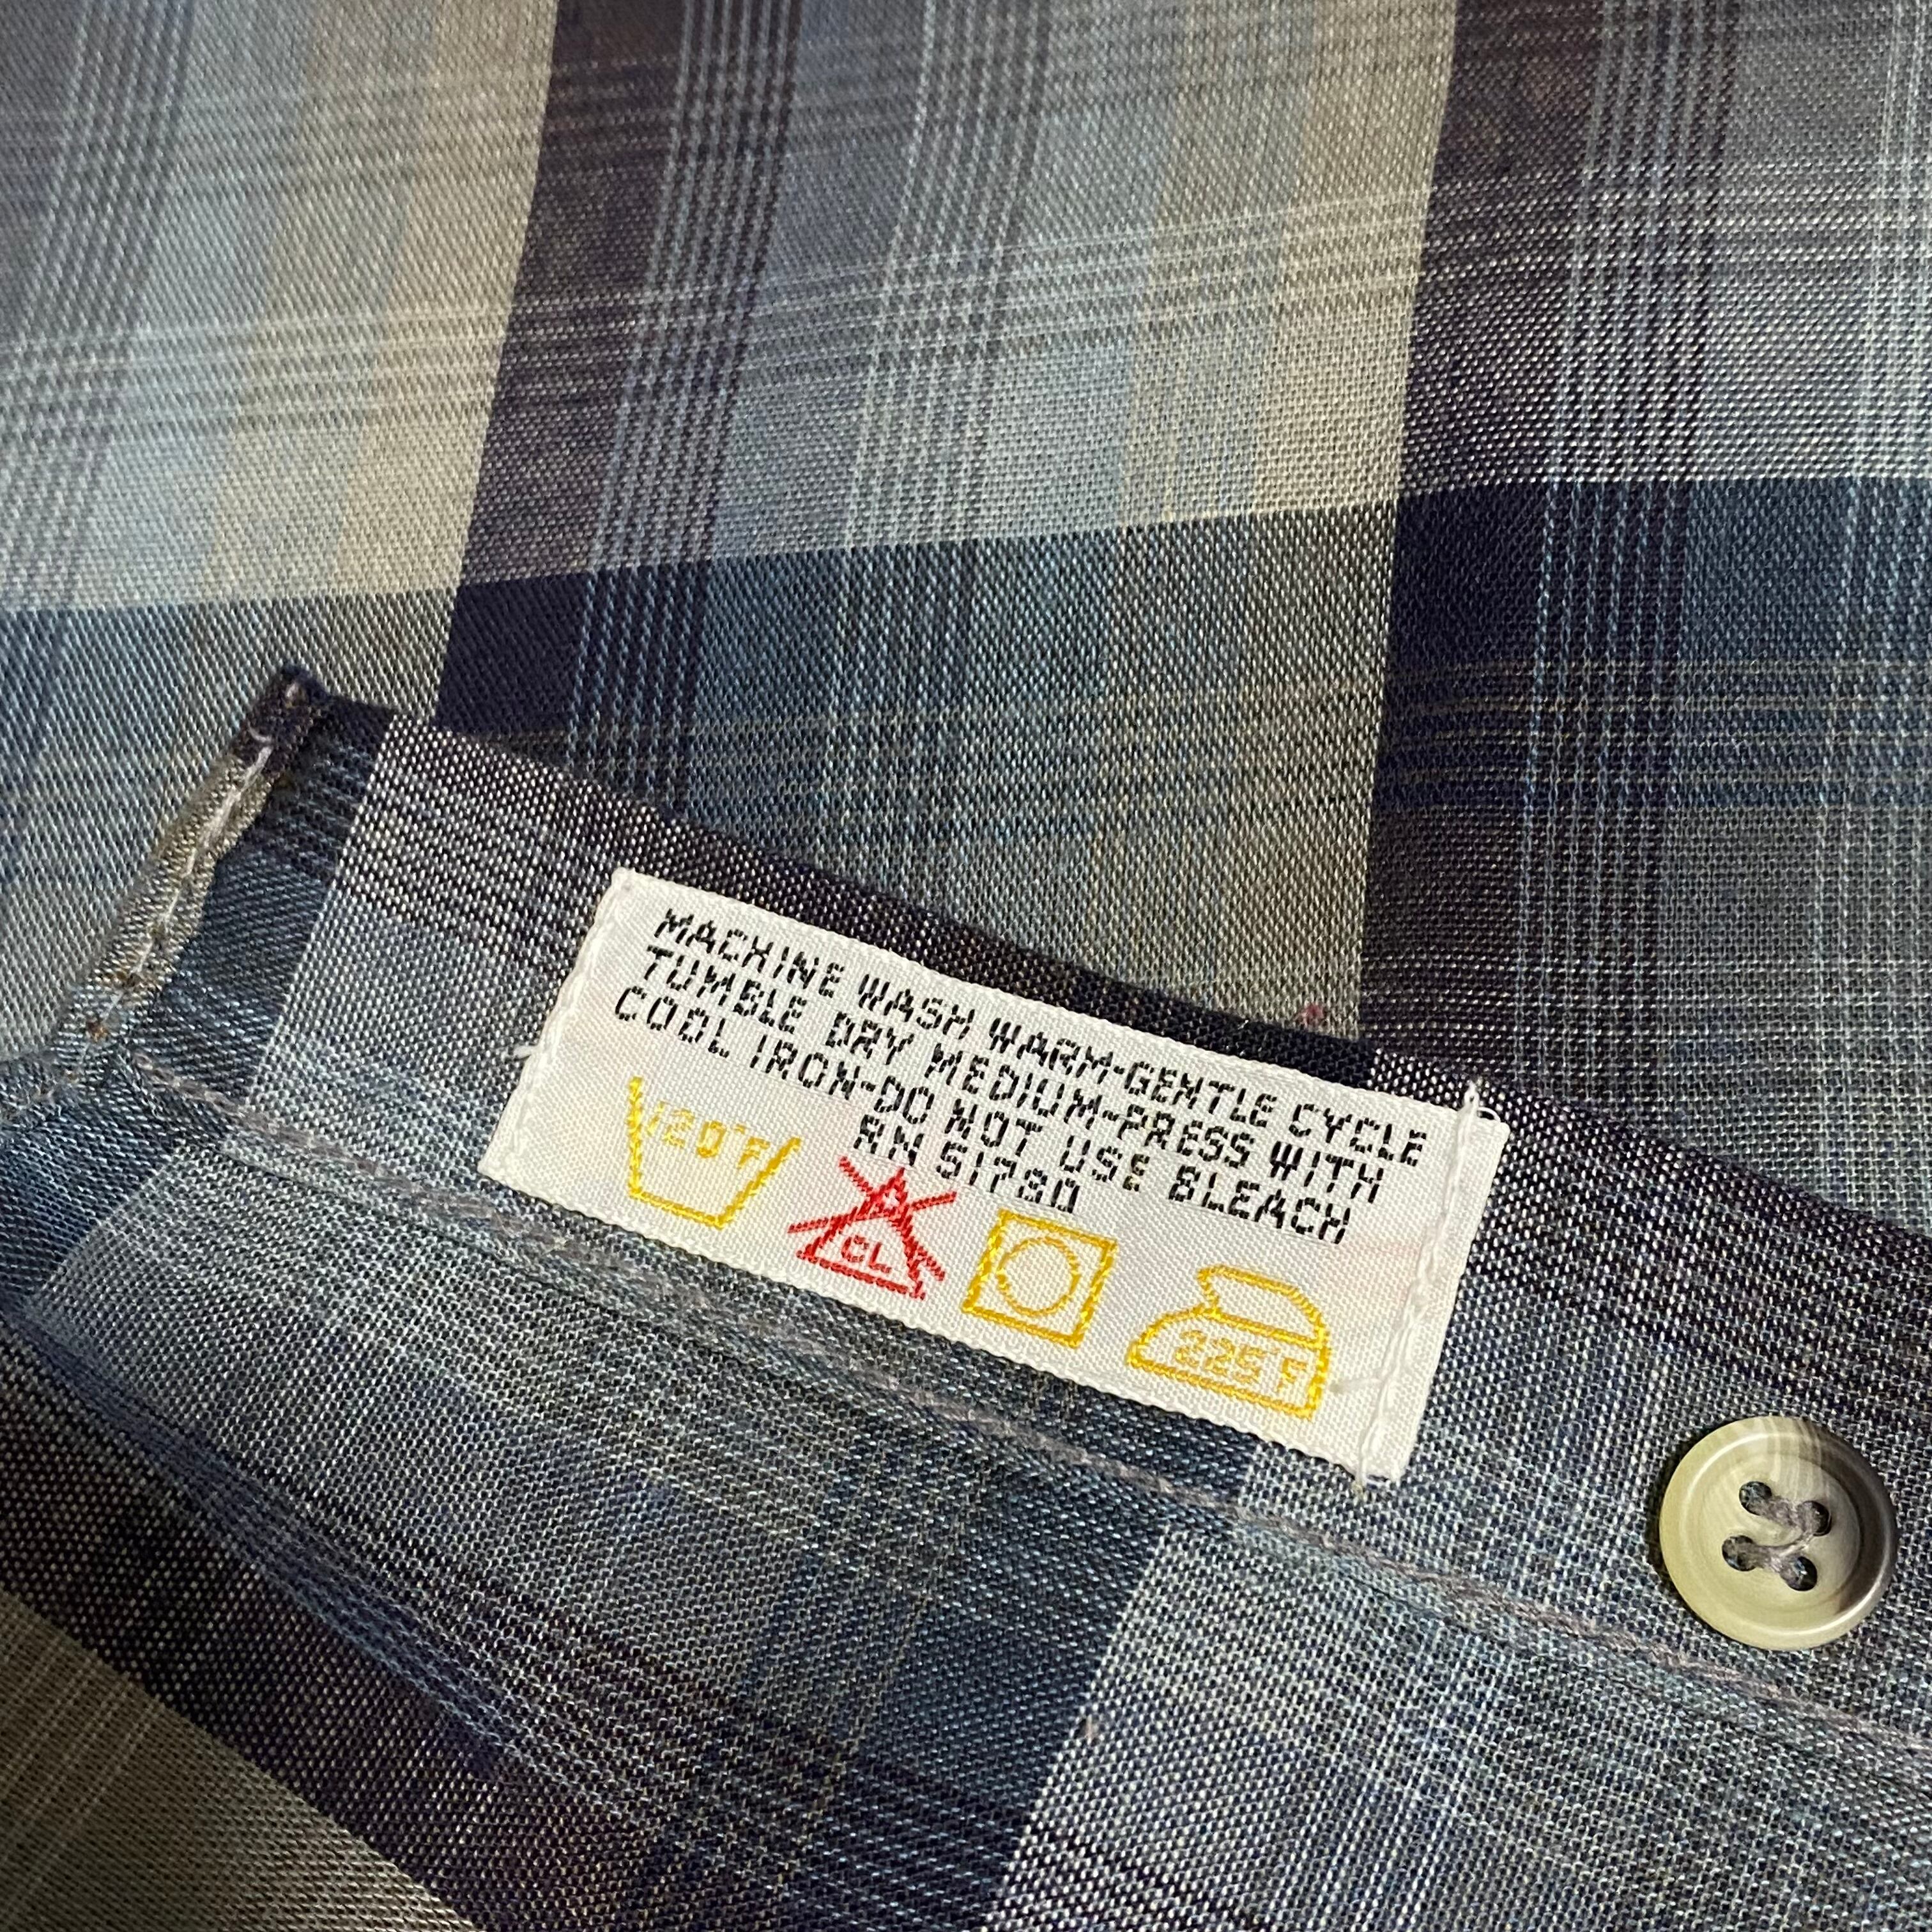 MACHINE WASH WARM-GENTLE CYCLE
TUMBLE DRY MEDIUM-PRESS WITH
COOL IRON-DO NOT USE BLEACH
RN 51780
120°F
CL
225°F